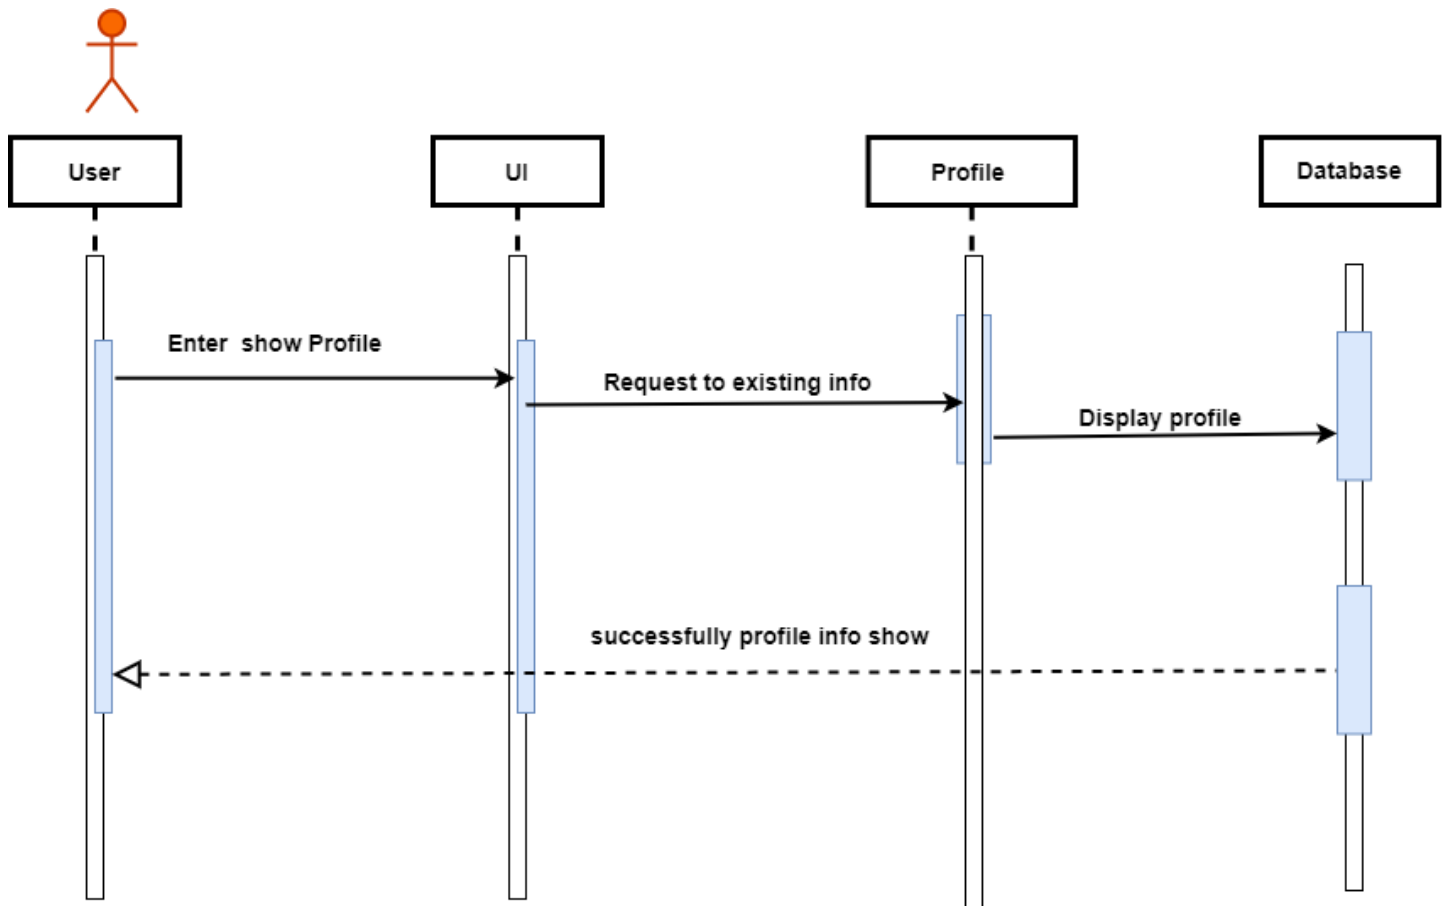 User
UI
Profile
Database
Enter  show Profile
Request to existing info
Display profile
successfully profile info show